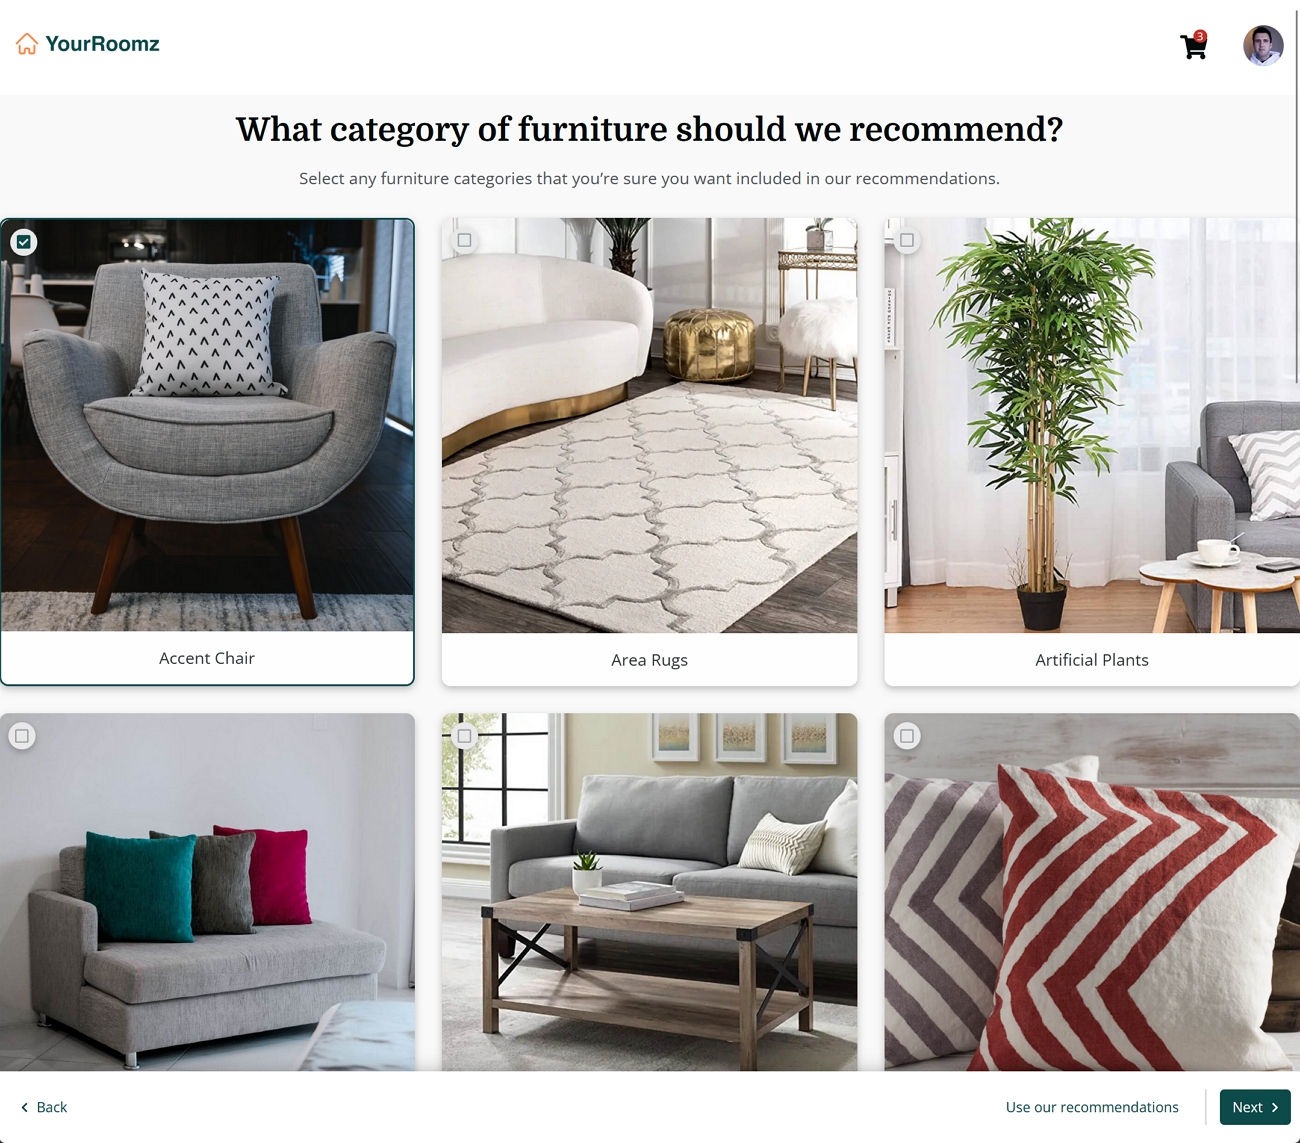 YourRoomz
3
What category of furniture should we recommend?
Select any furniture categories that you’re sure you want included in our recommendations.
Accent Chair
Area Rugs
Artificial Plants
Back
Use our recommendations
Next